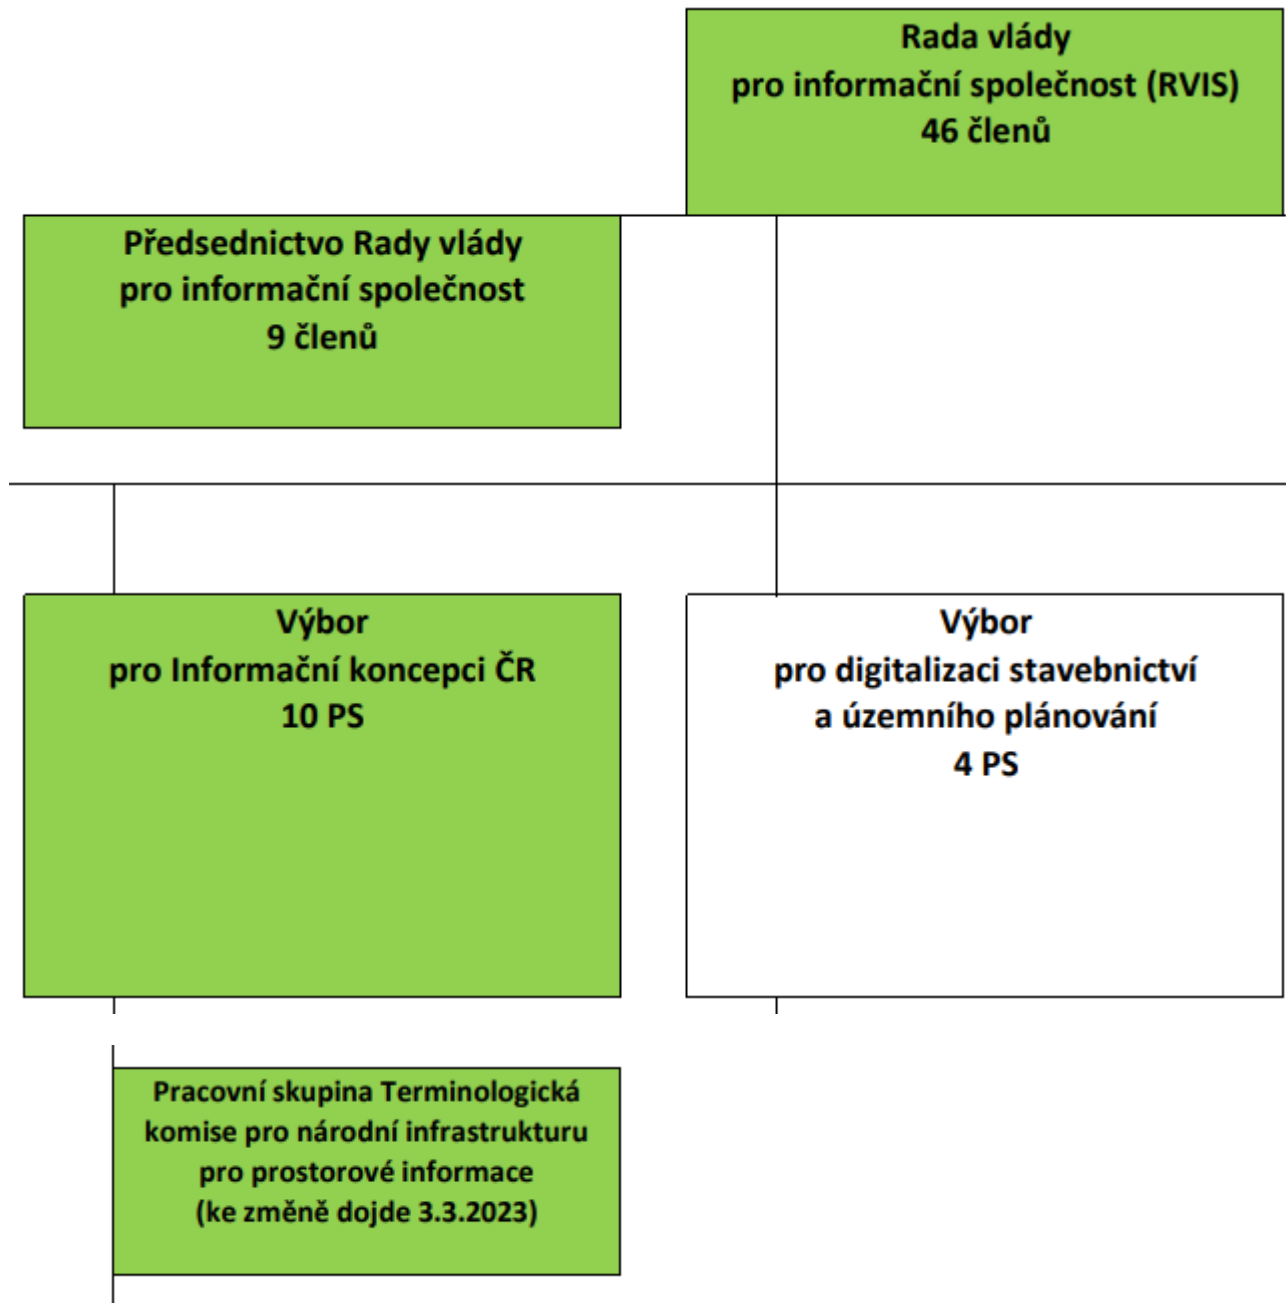 Rada vlády
pro informační společnost (RVIS)
46 členů
Předsednictvo Rady vlády
pro informační společnost
9 členů
Výbor
pro Informační koncepci ČR
10 PS
Výbor
pro digitalizaci stavebnictví
a územního plánování
4 PS
Pracovní skupina Terminologická
komise pro národní infrastrukturu
pro prostorové informace
(ke změně dojde 3.3.2023)